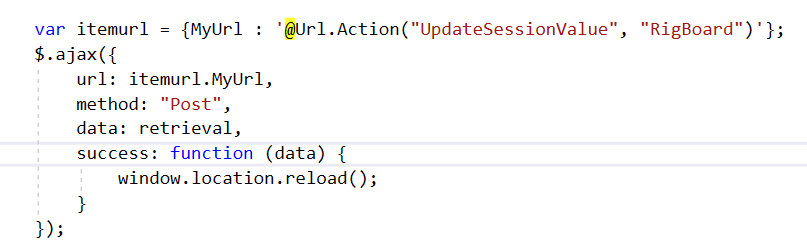 var itemurl = {MyUrl : '@Url.Action("UpdateSessionValue", "RigBoard")'};
$.ajax({
    url: itemurl.MyUrl,
    method: "Post",
    data: retrieval,
    success: function (data) {
        window.location.reload();
    }
});